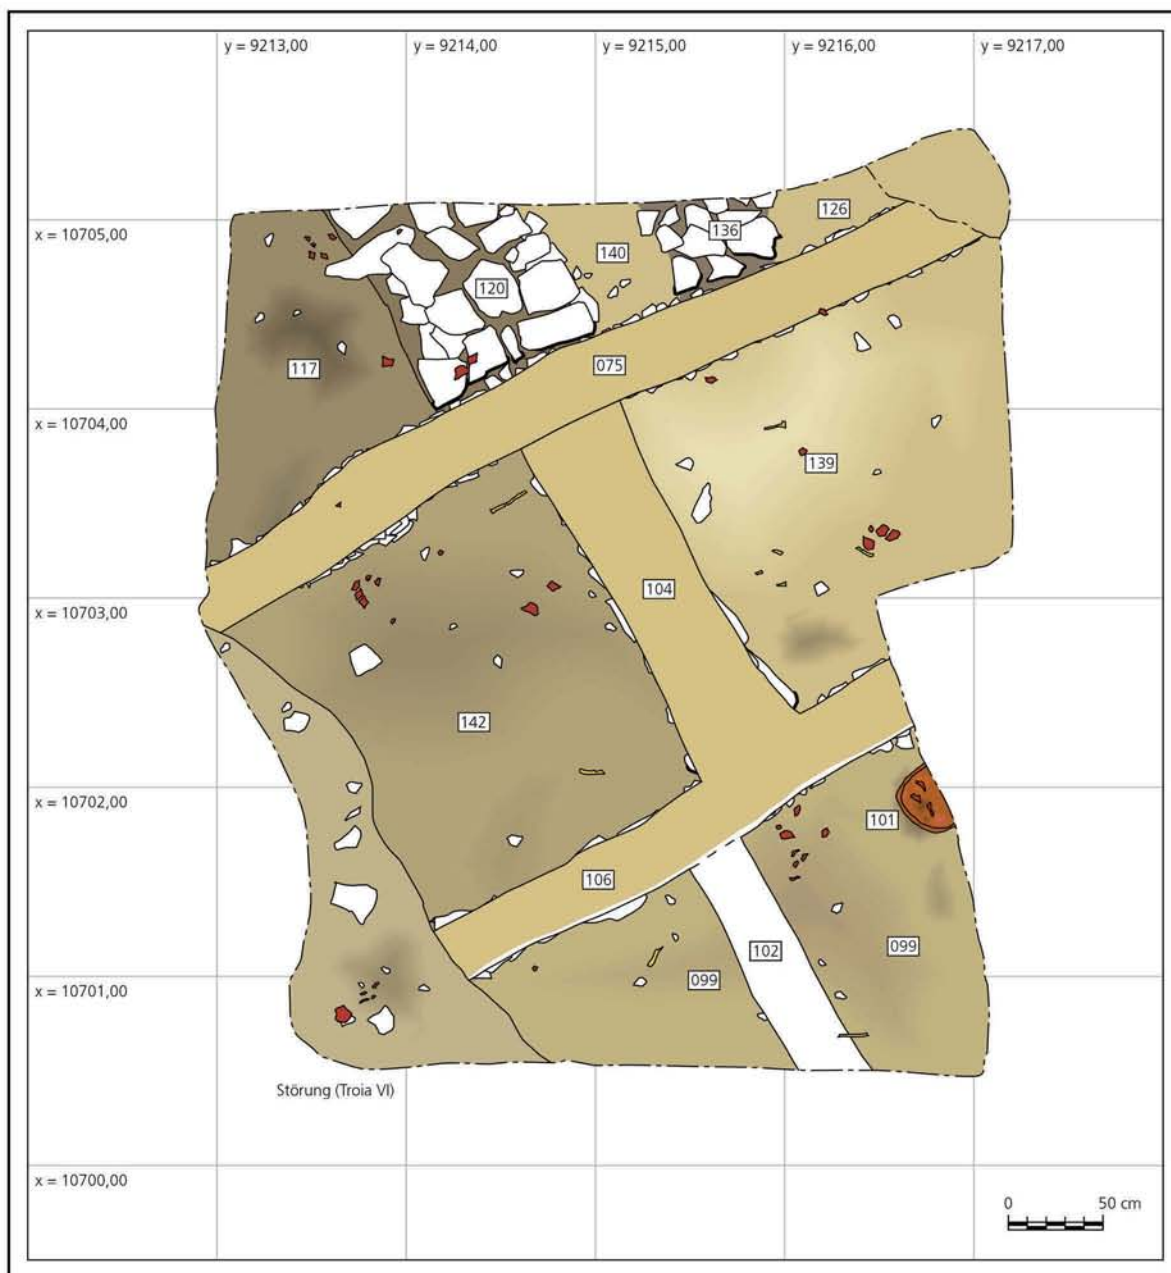 y = 9213,00
y = 9214,00
y = 9215,00
y = 9216,00
y = 9217,00
x = 10705,00
126
136
140
120
117
075
x = 10704,00
139
x = 10703,00
104
142
x = 10702,00
101
106
099
102
099
x = 10701,00
Störung (Troia VI)
x = 10700,00
0 50 cm